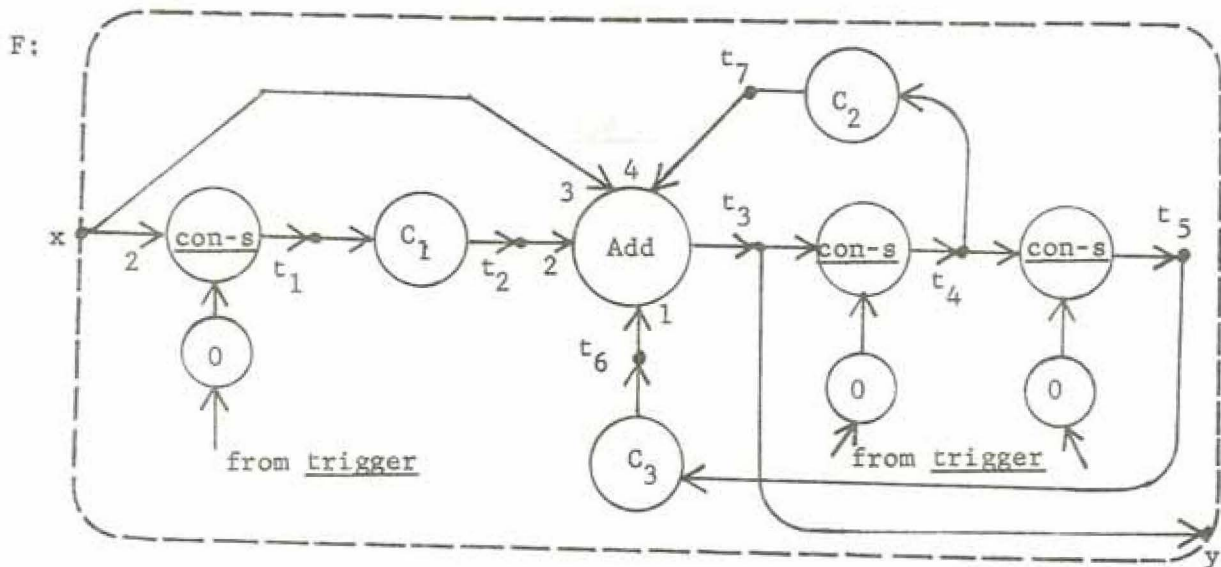 F:
t7
C2
3
4
x
2
con-s
t1
C1
t2
2
Add
t3
con-s
t4
con-s
t5
1
0
t6
0
0
from trigger
C3
from trigger
y